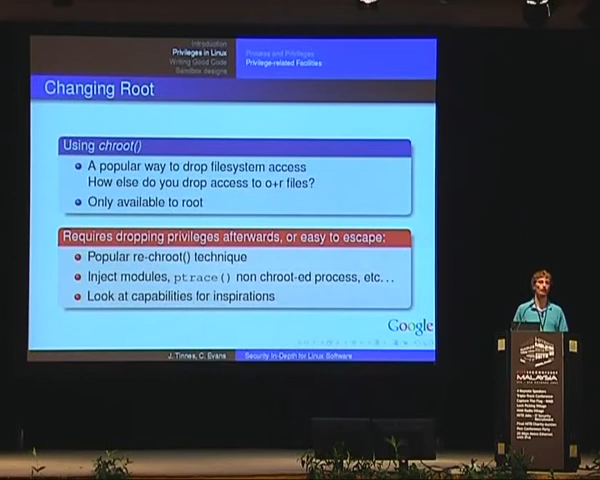 Introduction
Privileges in Linux
Writing Good Code
Sandbox designs
Process and Privileges
Privilege-related Facilities
Changing Root
Using chroot()
A popular way to drop filesystem access
How else do you drop access to o+r files?
Only available to root
Requires dropping privileges afterwards, or easy to escape:
Popular re-chroot() technique
Inject modules, ptrace() non chroot-ed process, etc...
Look at capabilities for inspirations
Google
J. Tinnes, C. Evans
Security In-Depth for Linux Software
MALAYSIA